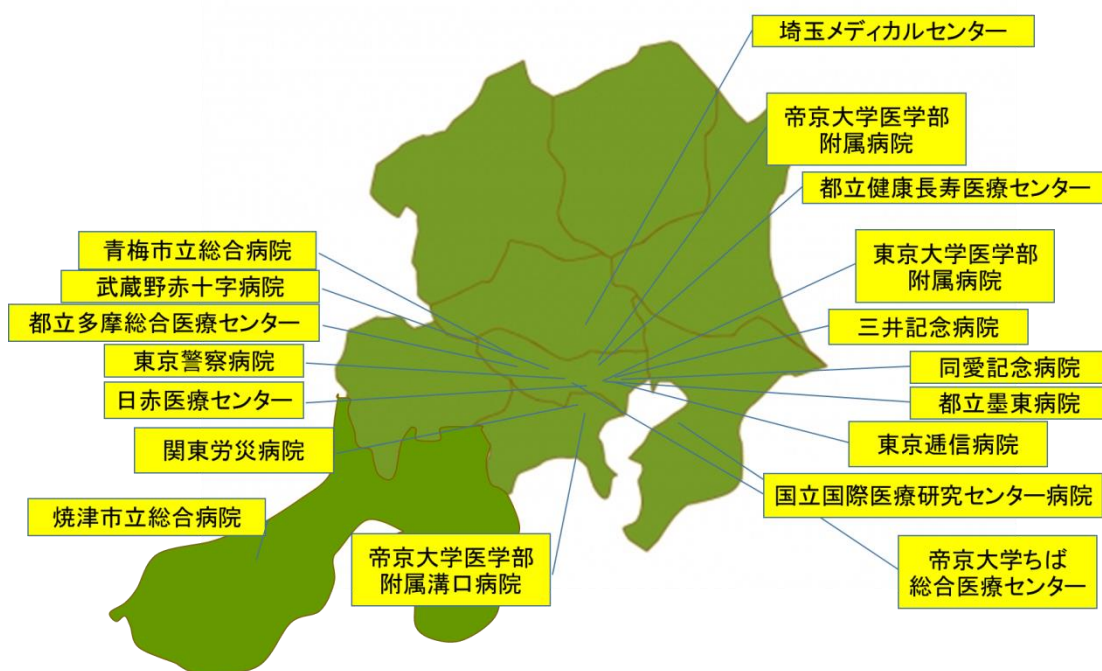 埼玉メディカルセンター
帝京大学医学部
附属病院
都立健康長寿医療センター
青梅市立総合病院
武蔵野赤十字病院
都立多摩総合医療センター
東京警察病院
日赤医療センター
関東労災病院
焼津市立総合病院
東京大学医学部
附属病院
三井記念病院
同愛記念病院
都立墨東病院
東京逓信病院
国立国際医療研究センター病院
帝京大学医学部
附属溝口病院
帝京大学ちば
総合医療センター